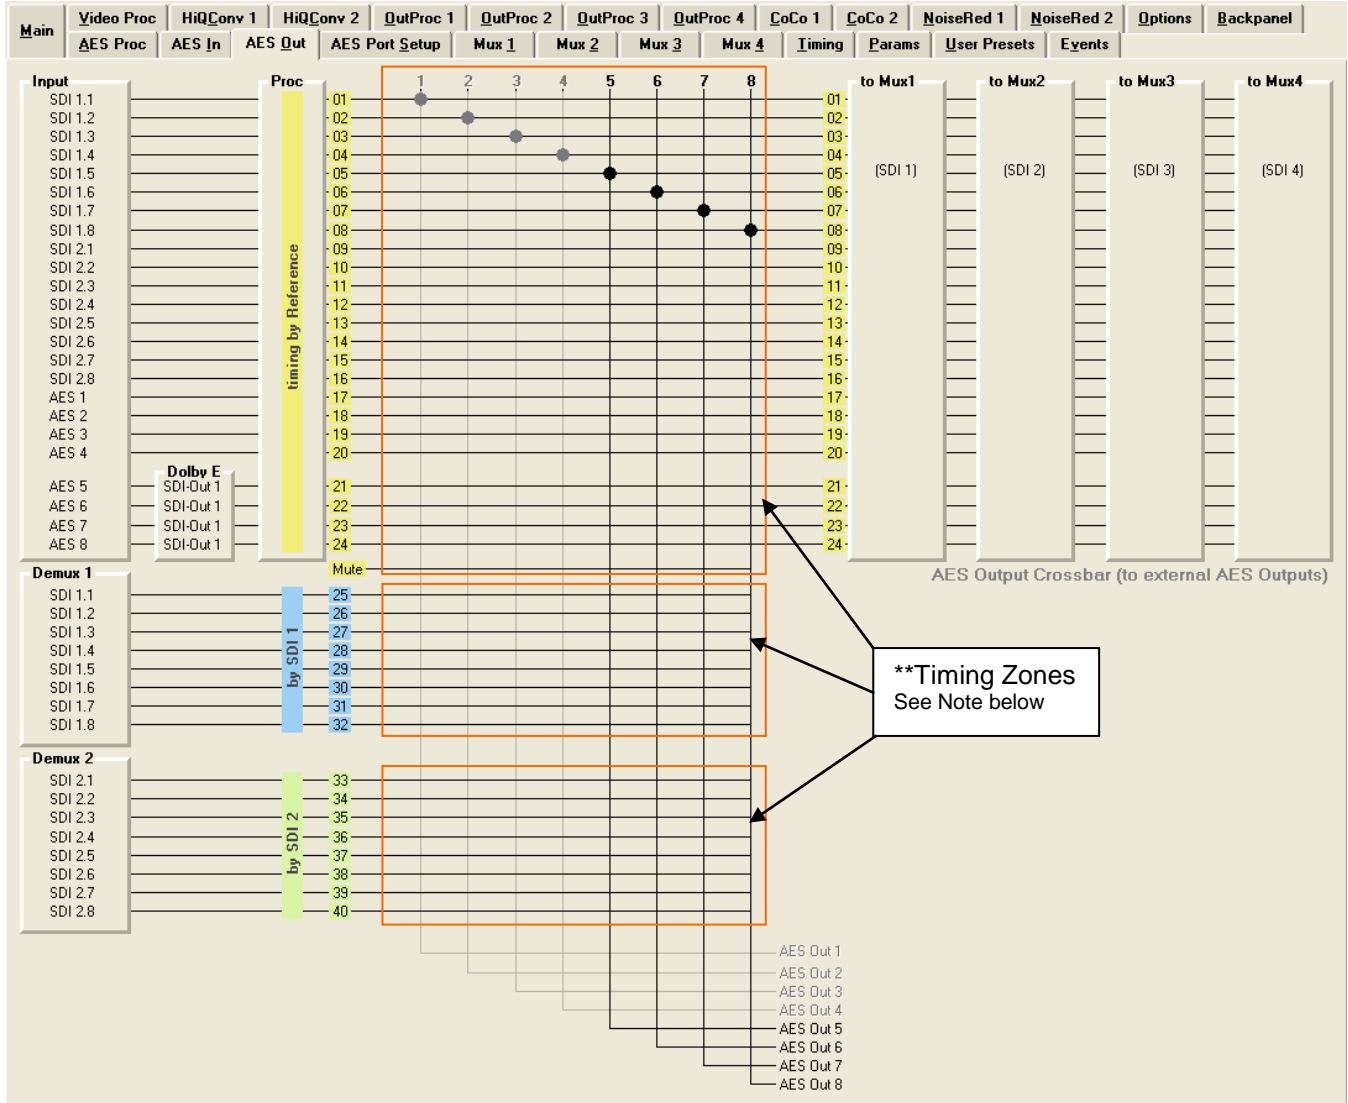 Main
Video Proc HiQConv 1 HiQConv 2 OutProc 1 OutProc 2 OutProc 3 OutProc 4 CoCo 1 CoCo 2 NoiseRed 1 NoiseRed 2 Options Backpanel
AES Proc AES In AES Out AES Port Setup Mux 1 Mux 2 Mux 3 Mux 4 Timing Params User Presets Events
Input Proc 1 2 3 4 5 6 7 8 to Mux1 to Mux2 to Mux3 to Mux4
SDI 1.1 01 01
SDI 1.2 02 02
SDI 1.3 03 03
SDI 1.4 04 04
SDI 1.5 05 05 (SDI 1) (SDI 2) (SDI 3) (SDI 4)
SDI 1.6 06 06
SDI 1.7 07 07
SDI 1.8 08 08
SDI 2.1 09 09
SDI 2.2 10 10
SDI 2.3 11 11
SDI 2.4 12 12
SDI 2.5 13 13
SDI 2.6 14 14
SDI 2.7 15 15
SDI 2.8 16 16
AES 1 17 17
AES 2 18 18
AES 3 19 19
AES 4 20 20
timing by Reference
Dolby E
AES 5 SDI-Out 1 21 21
AES 6 SDI-Out 1 22 22
AES 7 SDI-Out 1 23 23
AES 8 SDI-Out 1 24 24
Mute
AES Output Crossbar (to external AES Outputs)
Demux 1
SDI 1.1 25
SDI 1.2 26
SDI 1.3 27
SDI 1.4 28
SDI 1.5 29
SDI 1.6 30
SDI 1.7 31
SDI 1.8 32
by SDI 1
**Timing Zones
See Note below
Demux 2
SDI 2.1 33
SDI 2.2 34
SDI 2.3 35
SDI 2.4 36
SDI 2.5 37
SDI 2.6 38
SDI 2.7 39
SDI 2.8 40
by SDI 2
AES Out 1
AES Out 2
AES Out 3
AES Out 4
AES Out 5
AES Out 6
AES Out 7
AES Out 8